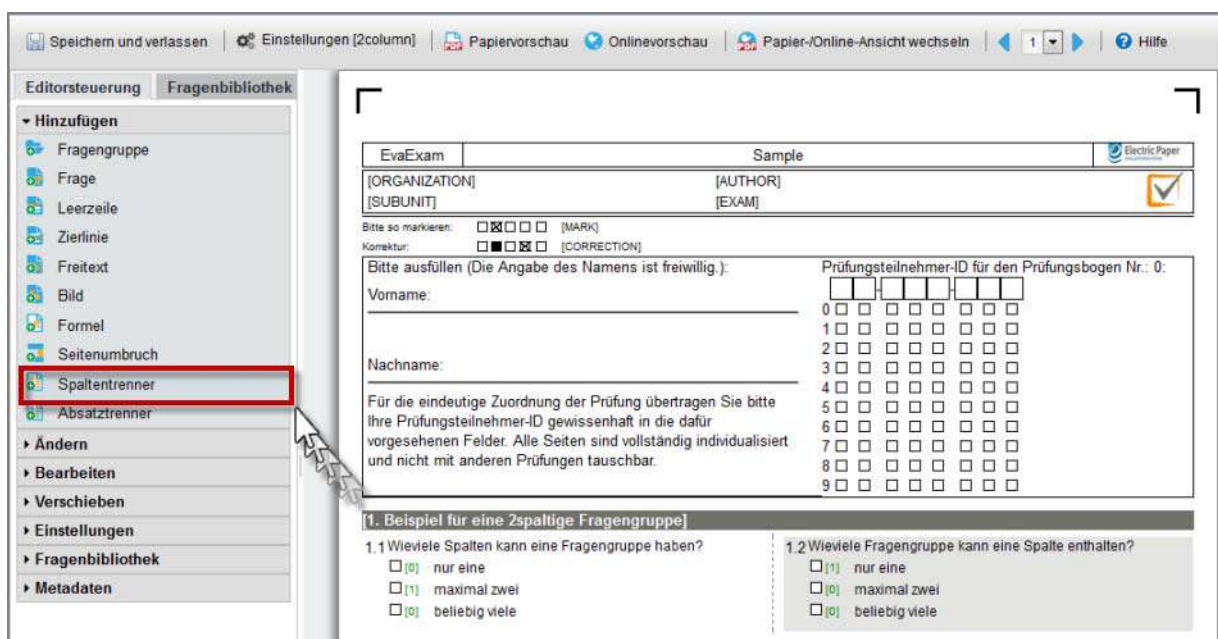 Speichern und verlassen Einstellungen [2column] Papiervorschau Onlinevorschau Papier-/Online-Ansicht wechseln 1 Hilfe
Editorsteuerung Fragenbibliothek
Hinzufügen
Fragengruppe
Frage
Leerzeile
Zierlinie
Freitext
Bild
Formel
Seitenumbruch
Spaltentrenner
Absatztrenner
Ändern
Bearbeiten
Verschieben
Einstellungen
Fragenbibliothek
Metadaten
EvaExam Sample Electric Paper
[ORGANIZATION] [AUTHOR]
[SUBUNIT] [EXAM]
Bitte so markieren: [MARK]
Korrektur: [CORRECTION]
Bitte ausfüllen (Die Angabe des Namens ist freiwillig.):
Vorname:
Nachname:
Für die eindeutige Zuordnung der Prüfung übertragen Sie bitte
Ihre Prüfungsteilnehmer-ID gewissenhaft in die dafür
vorgesehenen Felder. Alle Seiten sind vollständig individualisiert
und nicht mit anderen Prüfungen tauschbar.
Prüfungsteilnehmer-ID für den Prüfungsbogen Nr.: 0:
0
1
2
3
4
5
6
7
8
9
[1. Beispiel für eine 2spaltige Fragengruppe]
1.1 Wieviele Spalten kann eine Fragengruppe haben?
[0] nur eine
[1] maximal zwei
[0] beliebig viele
1.2 Wieviele Fragengruppe kann eine Spalte enthalten?
[1] nur eine
[0] maximal zwei
[0] beliebig viele